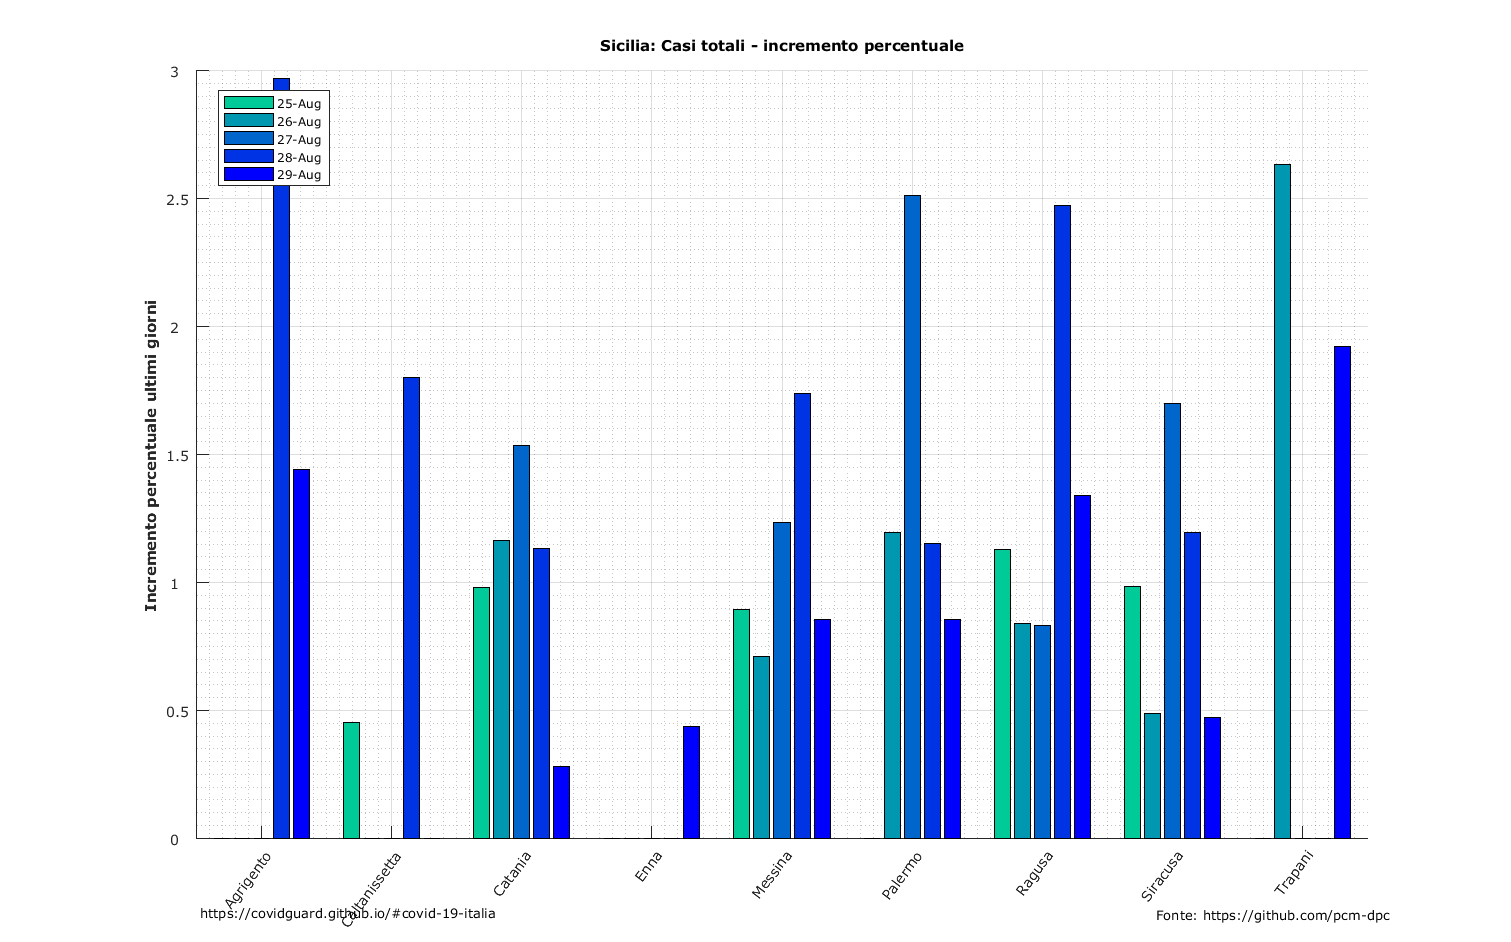 Sicilia: Casi totali - incremento percentuale
Incremento percentuale ultimi giorni
3
2.5
2
1.5
1
0.5
0
25-Aug
26-Aug
27-Aug
28-Aug
29-Aug
Agrigento
Caltanissetta
Catania
Enna
Messina
Palermo
Ragusa
Siracusa
Trapani
https://covidguard.github.io/#covid-19-italia
Fonte: https://github.com/pcm-dpc